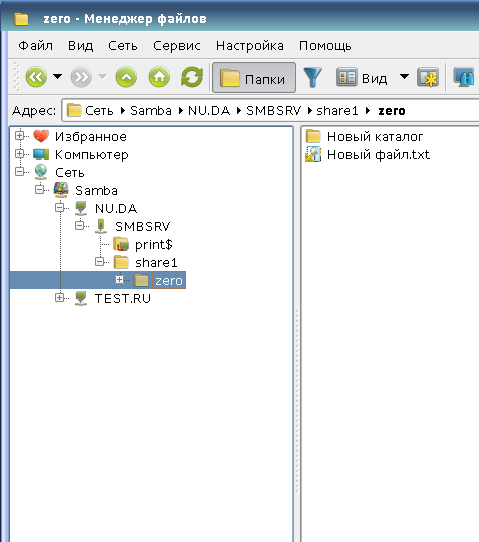 zero - Менеджер файлов
Файл Вид Сеть Сервис Настройка Помощь
Папки Вид
Адрес: Сеть Samba NU.DA SMBSRV share1 zero
Избранное
Компьютер
Сеть
Samba
NU.DA
SMBSRV
print$
share1
zero
TEST.RU
Новый каталог
Новый файл.txt